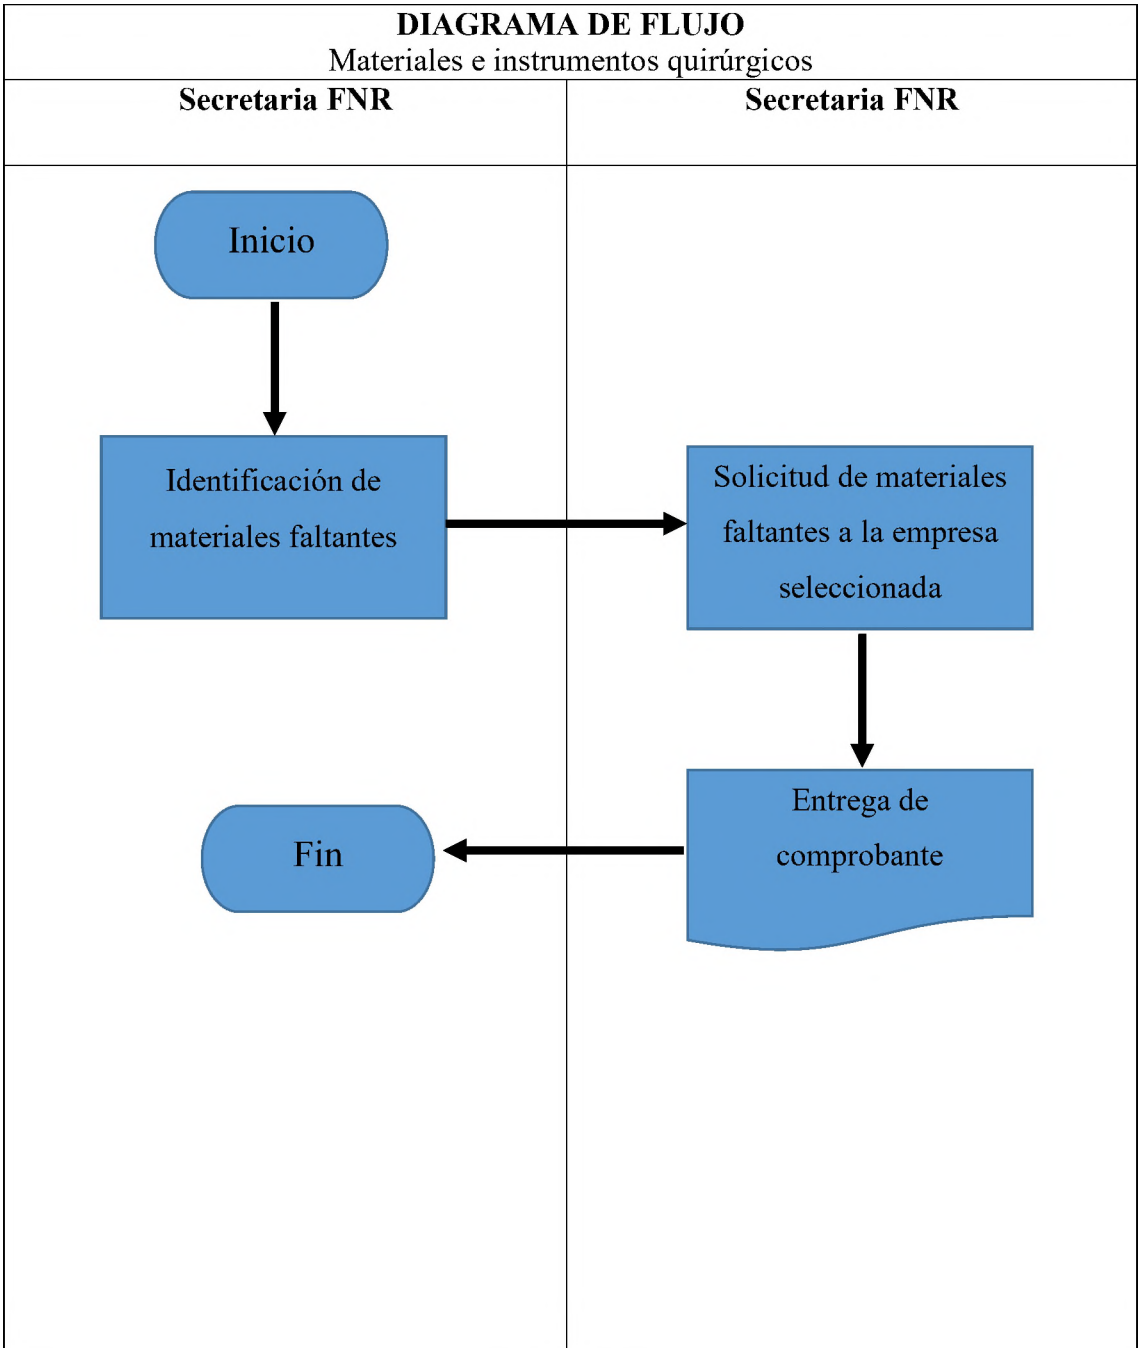 DIAGRAMA DE FLUJO
Materiales e instrumentos quirúrgicos
Secretaria FNR
Secretaria FNR
Inicio
Identificación de
materiales faltantes
Solicitud de materiales
faltantes a la empresa
seleccionada
Entrega de
comprobante
Fin